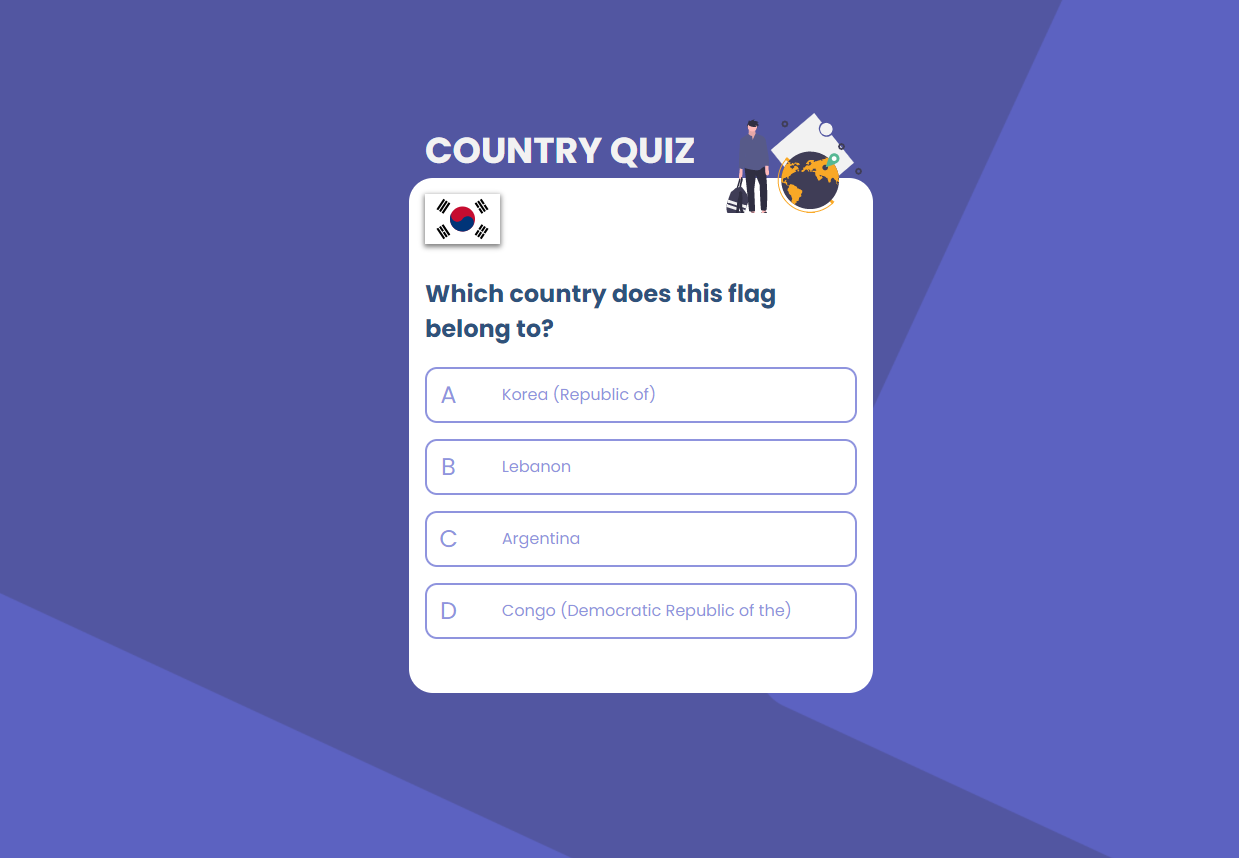 COUNTRY QUIZ
Which country does this flag
belong to?
A Korea (Republic of)
B Lebanon
C Argentina
D Congo (Democratic Republic of the)